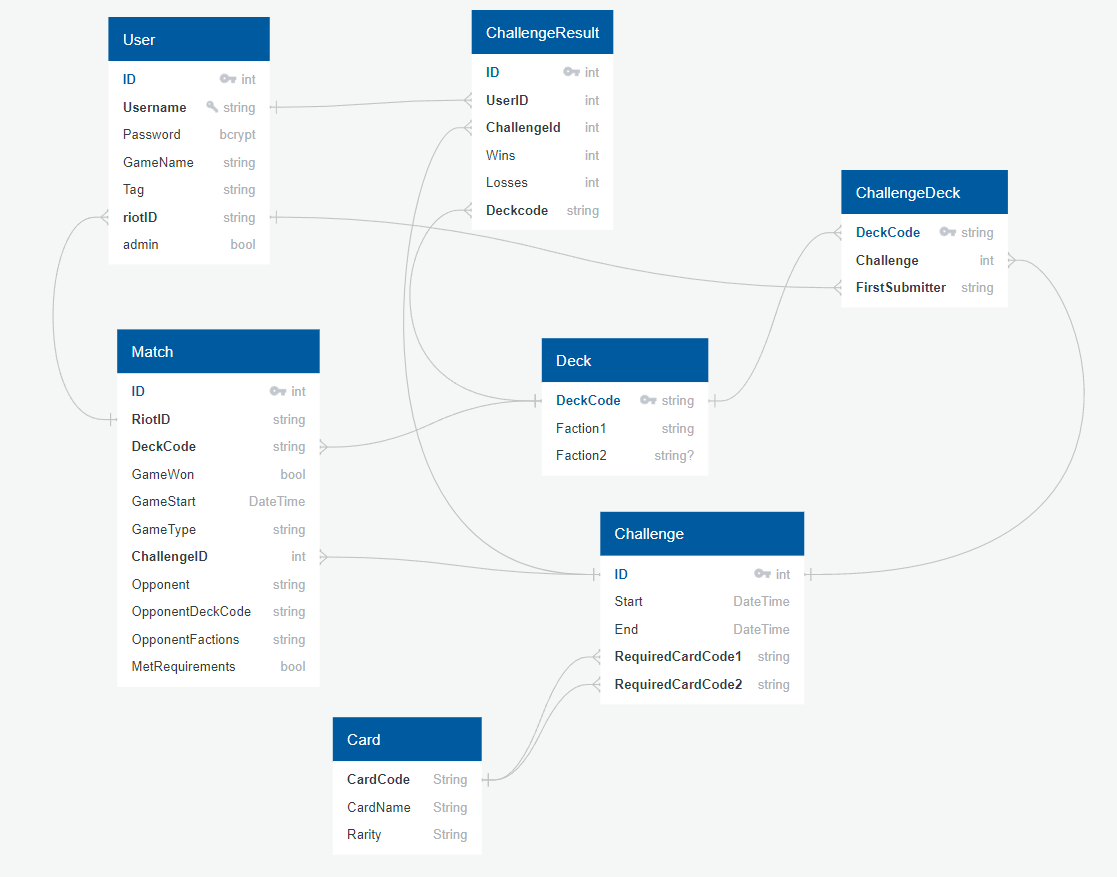 User
ID int
Username string
Password bcrypt
GameName string
Tag string
riotID string
admin bool
ChallengeResult
ID int
UserID int
ChallengeId int
Wins int
Losses int
Deckcode string
ChallengeDeck
DeckCode string
Challenge int
FirstSubmitter string
Match
ID int
RiotID string
DeckCode string
GameWon bool
GameStart DateTime
GameType string
ChallengeID int
Opponent string
OpponentDeckCode string
OpponentFactions string
MetRequirements bool
Deck
DeckCode string
Faction1 string
Faction2 string?
Challenge
ID int
Start DateTime
End DateTime
RequiredCardCode1 string
RequiredCardCode2 string
Card
CardCode String
CardName String
Rarity String